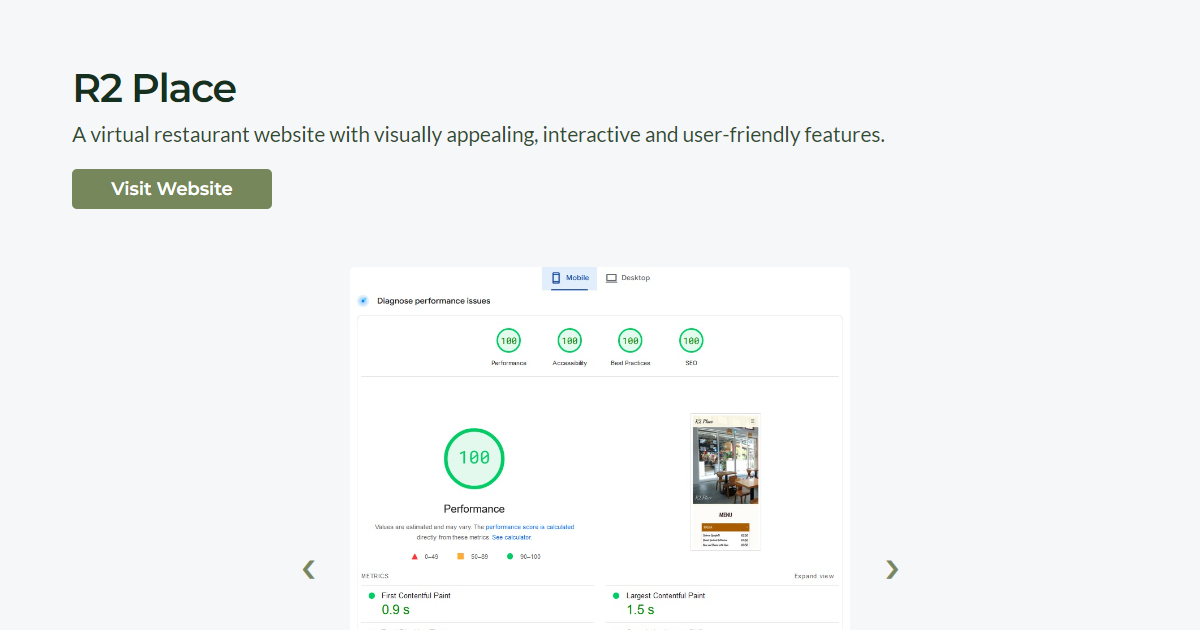 R2 Place
A virtual restaurant website with visually appealing, interactive and user-friendly features.
Visit Website
Mobile Desktop
Diagnose performance issues
100 100 100 100
Performance Accessibility Best Practices SEO
100
Performance
Values are estimated and may vary. The performance score is calculated
directly from these metrics. See calculator.
0–49 50–89 90–100
R2 Place
R2 Place
MENU
METRICS Expand view
First Contentful Paint Largest Contentful Paint
0.9 s 1.5 s